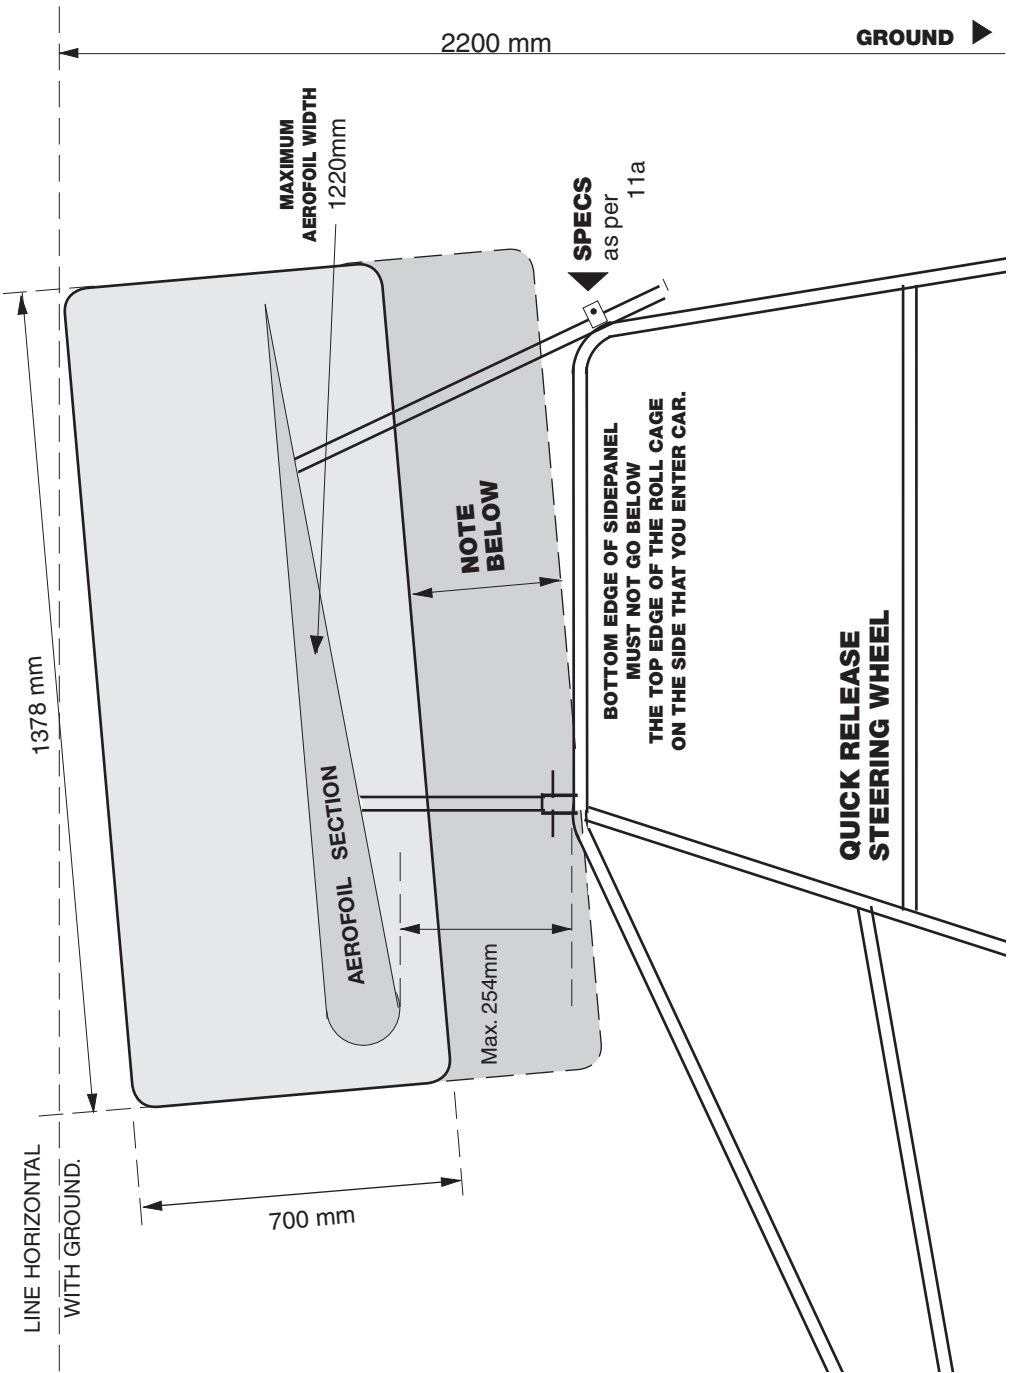 2200 mm
GROUND
MAXIMUM
AEROFOIL WIDTH
1220mm
SPECS
as per
11a
1378 mm
NOTE
BELOW
BOTTOM EDGE OF SIDEPANEL
MUST NOT GO BELOW
THE TOP EDGE OF THE ROLL CAGE
ON THE SIDE THAT YOU ENTER CAR.
QUICK RELEASE
STEERING WHEEL
AEROFOIL SECTION
Max. 254mm
700 mm
LINE HORIZONTAL
WITH GROUND.